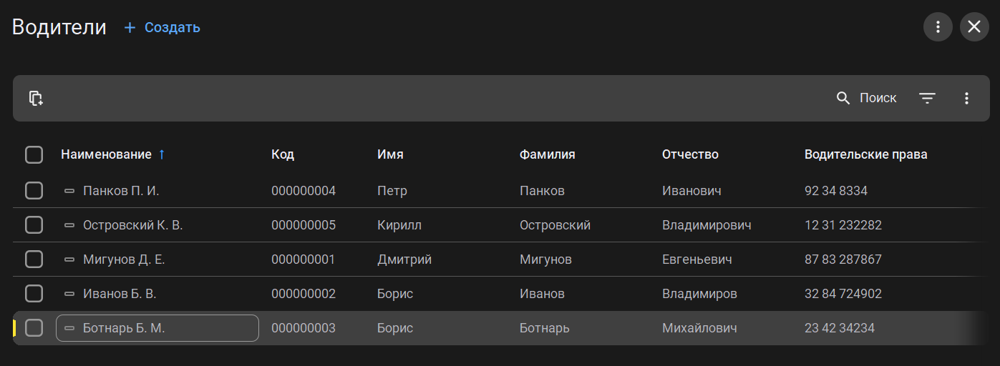 Водители + Создать
Поиск
Наименование ↑ Код Имя Фамилия Отчество Водительские права
Панков П. И. 000000004 Петр Панков Иванович 92 34 8334
Островский К. В. 000000005 Кирилл Островский Владимирович 12 31 232282
Мигунов Д. Е. 000000001 Дмитрий Мигунов Евгеньевич 87 83 287867
Иванов Б. В. 000000002 Борис Иванов Владимиров 32 84 724902
Ботнарь Б. М. 000000003 Борис Ботнарь Михайлович 23 42 34234